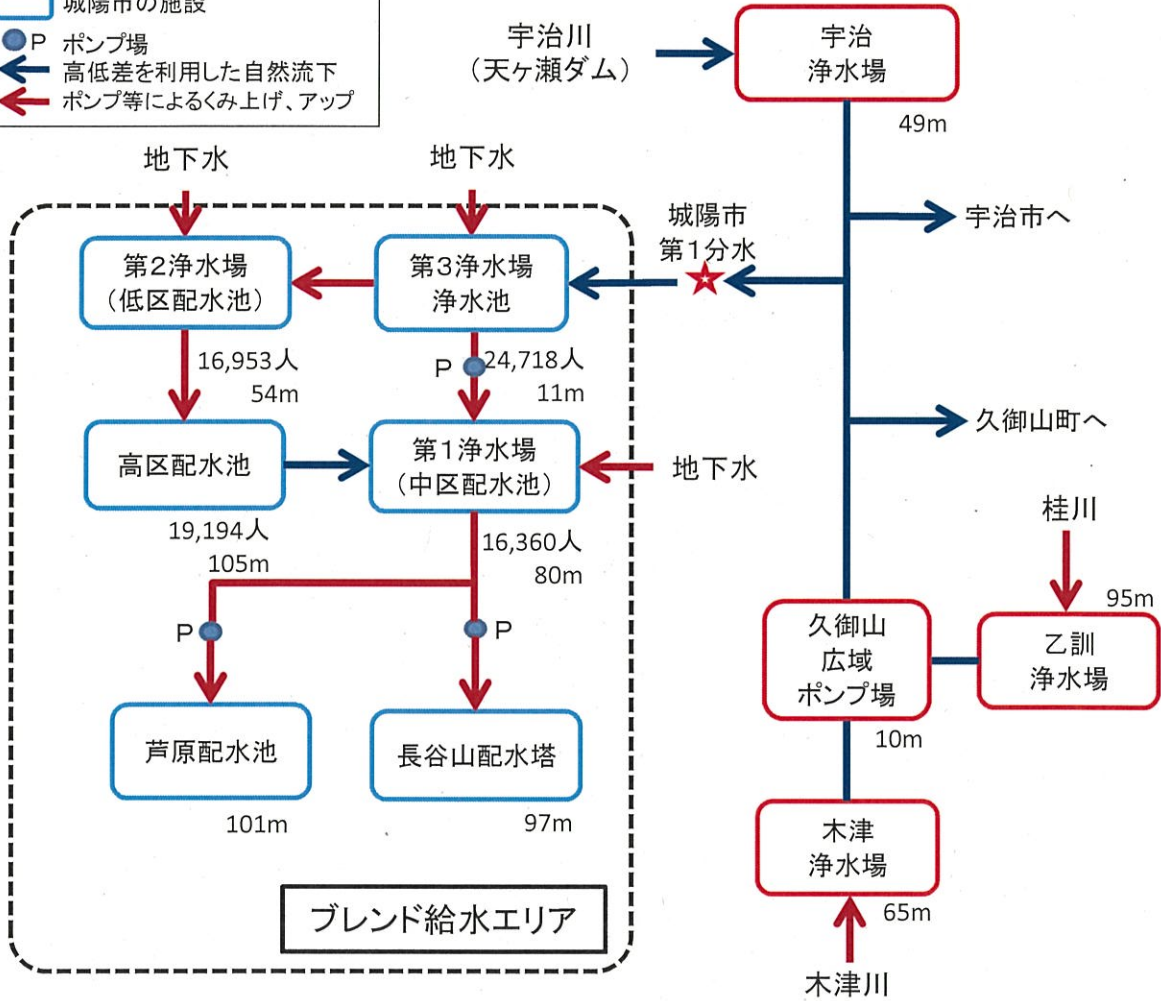 城陽市の施設
P ポンプ場
高低差を利用した自然流下
ポンプ等によるくみ上げ、アップ
宇治川
(天ヶ瀬ダム)
宇治
浄水場
49m
地下水
地下水
宇治市へ
城陽市
第1分水
第2浄水場
(低区配水池)
第3浄水場
浄水池
16,953人
54m
P
24,718人
11m
久御山町へ
高区配水池
第1浄水場
(中区配水池)
地下水
19,194人
105m
16,360人
80m
桂川
95m
久御山
広域
ポンプ場
乙訓
浄水場
10m
P
P
芦原配水池
長谷山配水塔
101m
97m
木津
浄水場
65m
ブレンド給水エリア
木津川